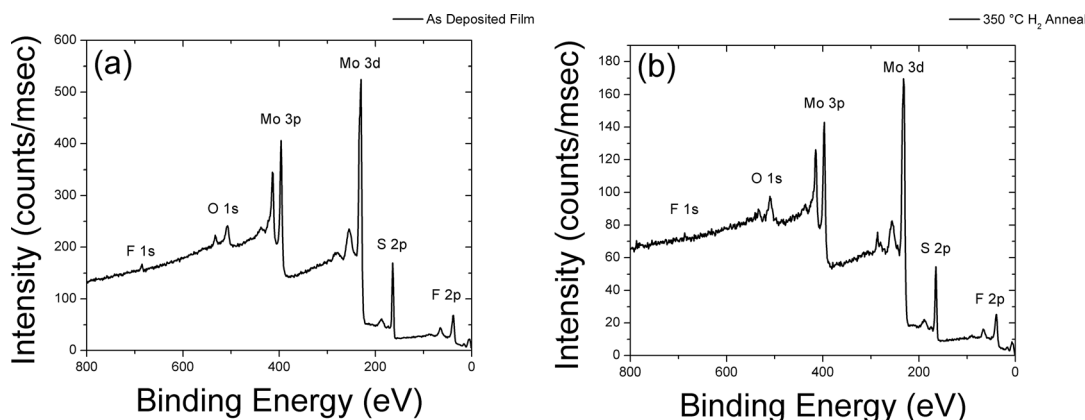 As Deposited Film
(a)
600
500
400
300
200
100
0
Intensity (counts/msec)
F 1s
O 1s
Mo 3p
Mo 3d
S 2p
F 2p
800
600
400
200
0
Binding Energy (eV)
350 °C H₂ Anneal
(b)
180
160
140
120
100
80
60
40
20
0
Intensity (counts/msec)
F 1s
O 1s
Mo 3p
Mo 3d
S 2p
F 2p
800
600
400
200
0
Binding Energy (eV)